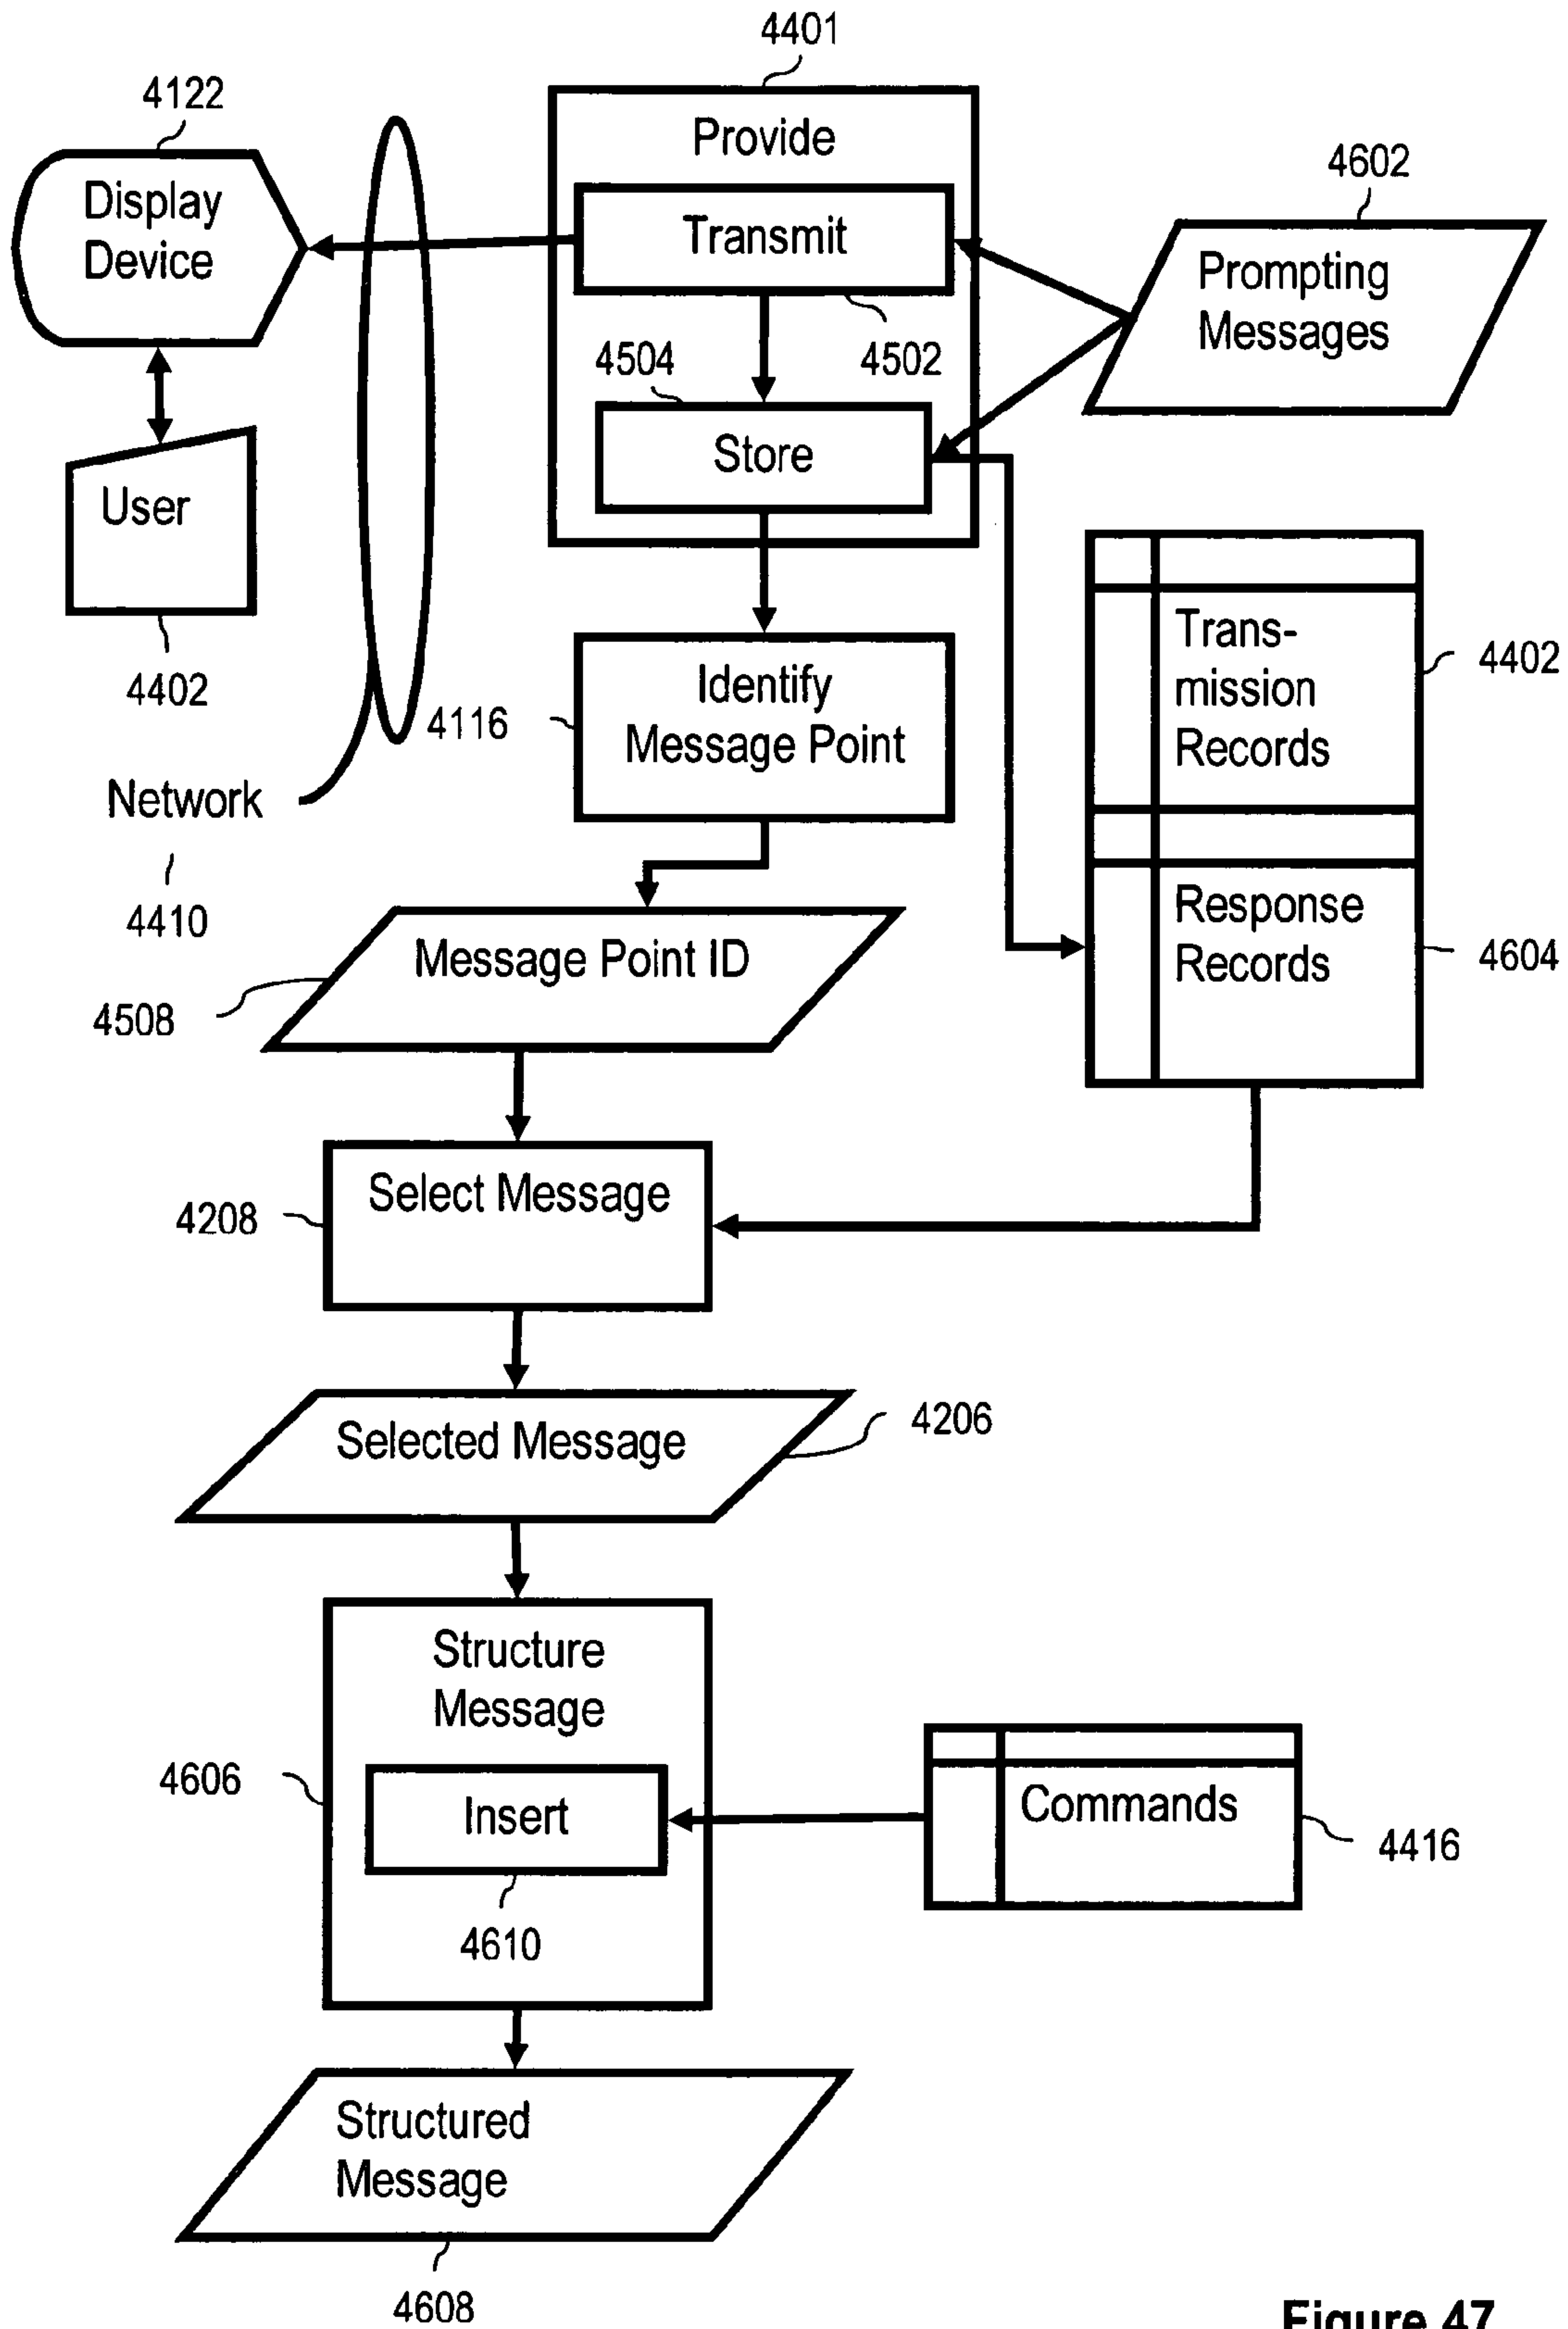 4401
4122
Provide
4602
Display
Device
Transmit
Prompting
Messages
4504
4502
Store
User
4402
Identify
Message Point
4116
Trans-
mission
Records
4402
Network
4410
Response
Records
4604
Message Point ID
4508
Select Message
4208
Selected Message
4206
Structure
Message
4606
Insert
4610
Commands
4416
Structured
Message
4608
Figure 47